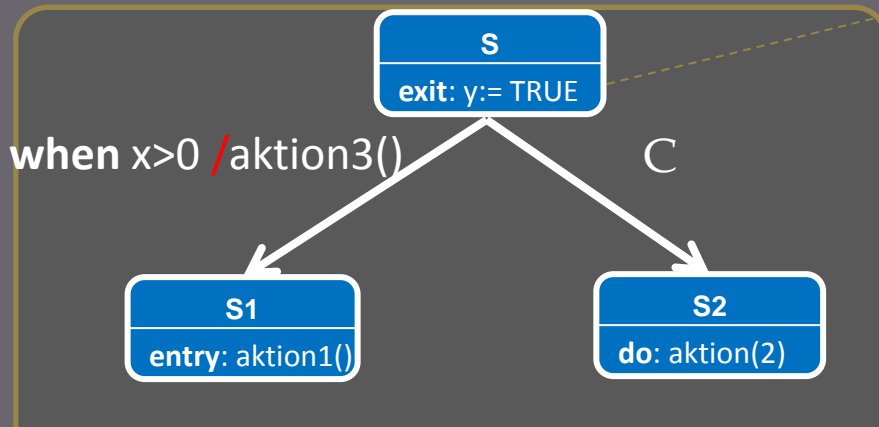 S
exit: y:= TRUE
when x>0 /aktion3()
C
S1
entry: aktion1()
S2
do: aktion(2)